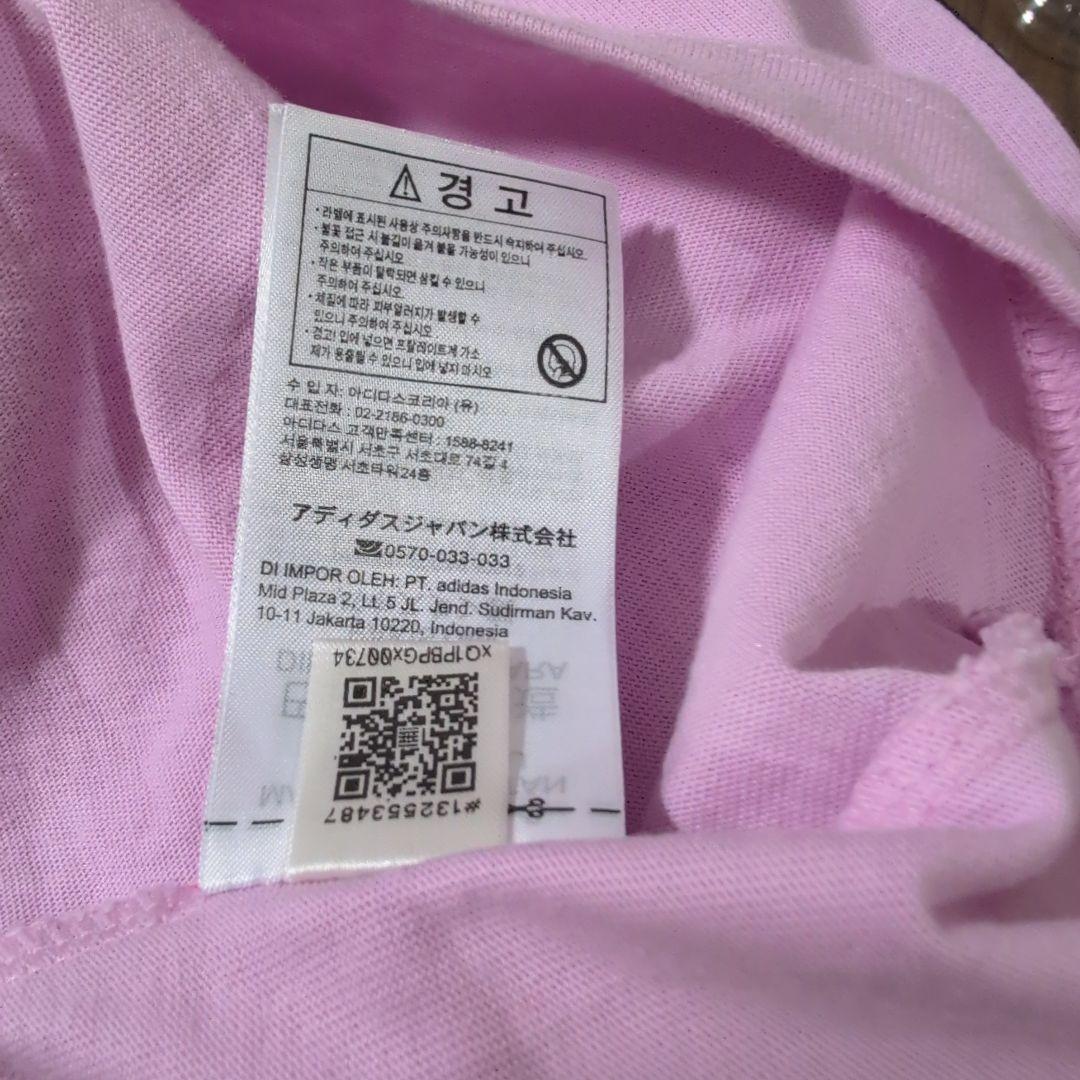 ⚠ 경 고
• 라벨에 표시된 사용상 주의사항을 반드시 숙지하여 주십시오.
• 불꽃 접근 시 불길이 옮겨 붙을 가능성이 있으니
주의하여 주십시오
• 작은 부품이 탈락되면 삼킬 수 있으니
주의하여 주십시오.
• 체질에 따라 피부알러지가 발생할 수
있으니 주의하여 주십시오
• 경고! 입에 넣으면 프탈레이트계 가소
제가 용출될 수 있으니 입에 넣지 마시오
수 입 자: 아디다스코리아 (유)
대표전화 : 02-2186-0300
아디다스 고객만족센터 : 1588-8241
서울특별시 서초구 서초대로 74길 4
삼성생명 서초타워24층
アディダスジャパン株式会社
0570-033-033
DI IMPOR OLEH: PT. adidas Indonesia
Mid Plaza 2, Lt. 5 JL. Jend. Sudirman Kav.
10-11 Jakarta 10220, Indonesia
xQ1PBPGx00734
#132553487